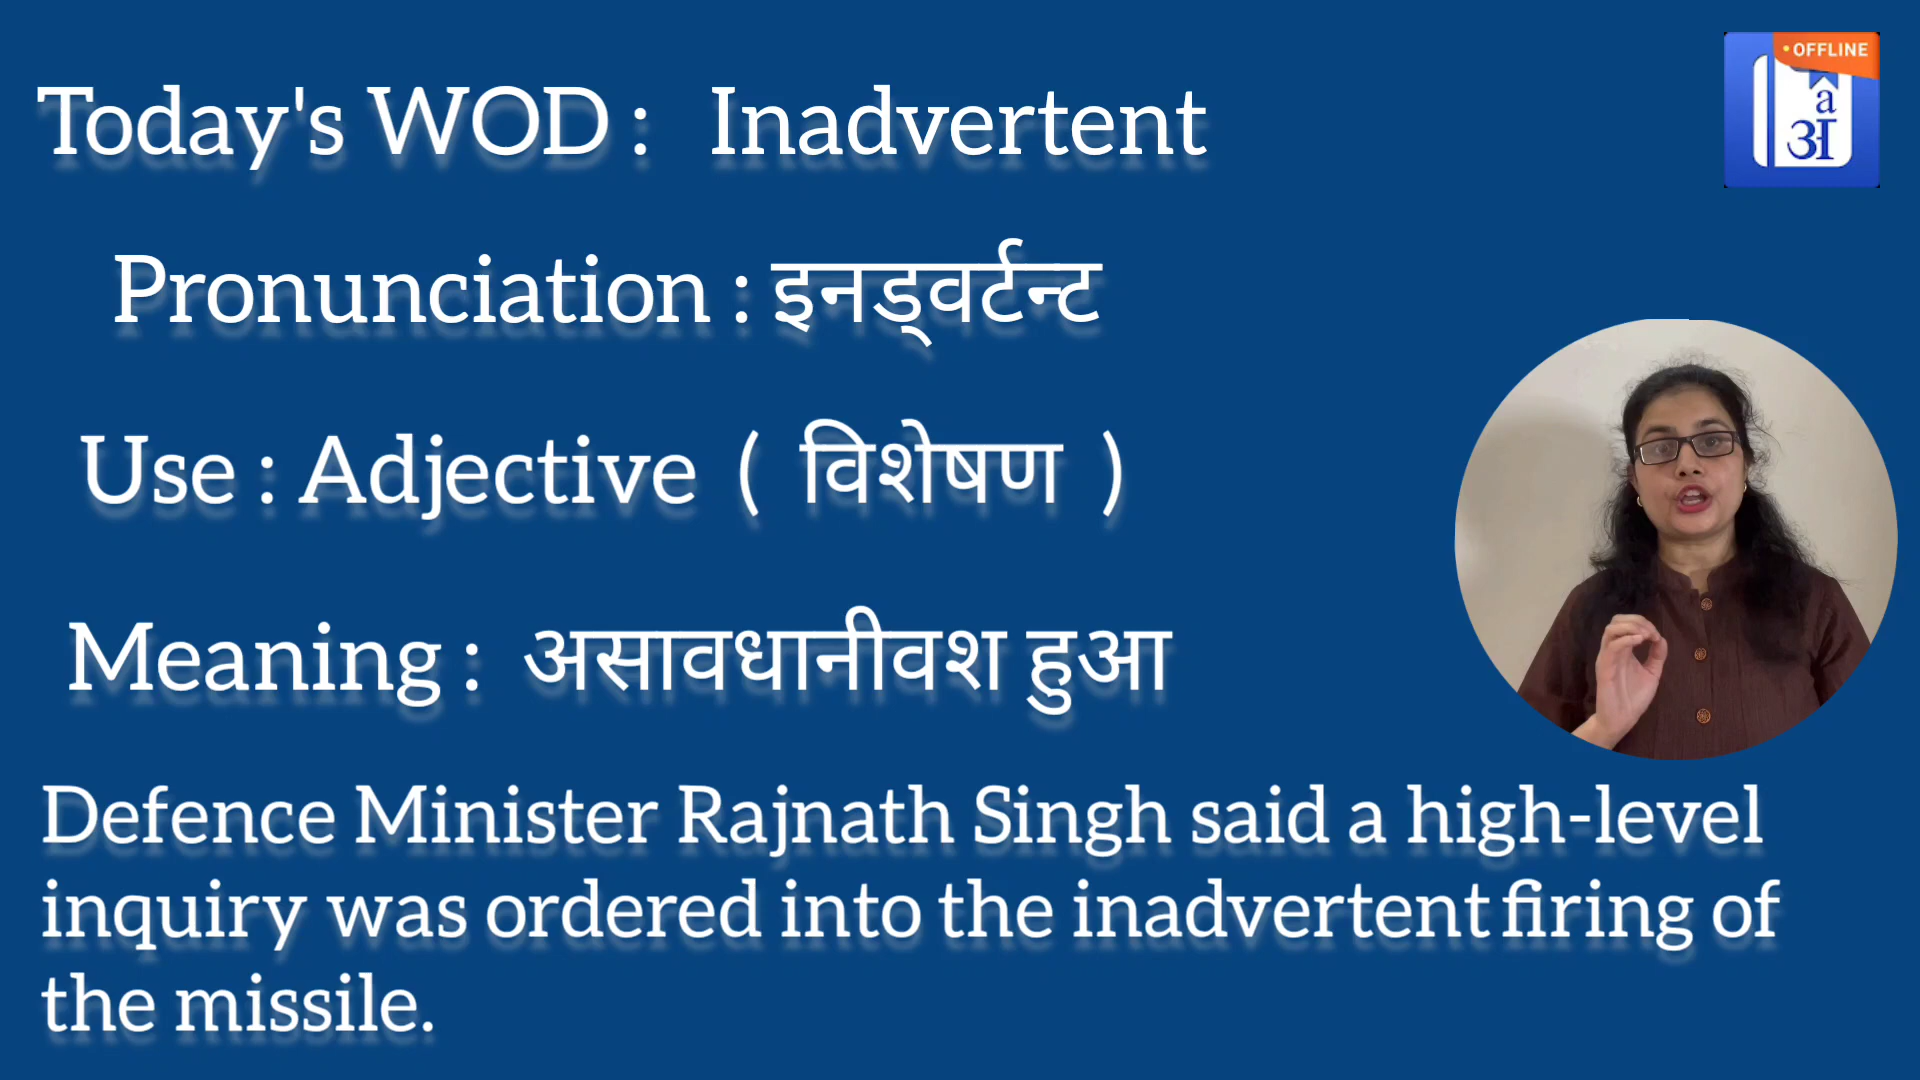 Today's WOD : Inadvertent
OFFLINE
a
अ
Pronunciation : इनड्वर्टन्ट
Use : Adjective ( विशेषण )
Meaning : असावधानीवश हुआ
Defence Minister Rajnath Singh said a high-level
inquiry was ordered into the inadvertent firing of
the missile.